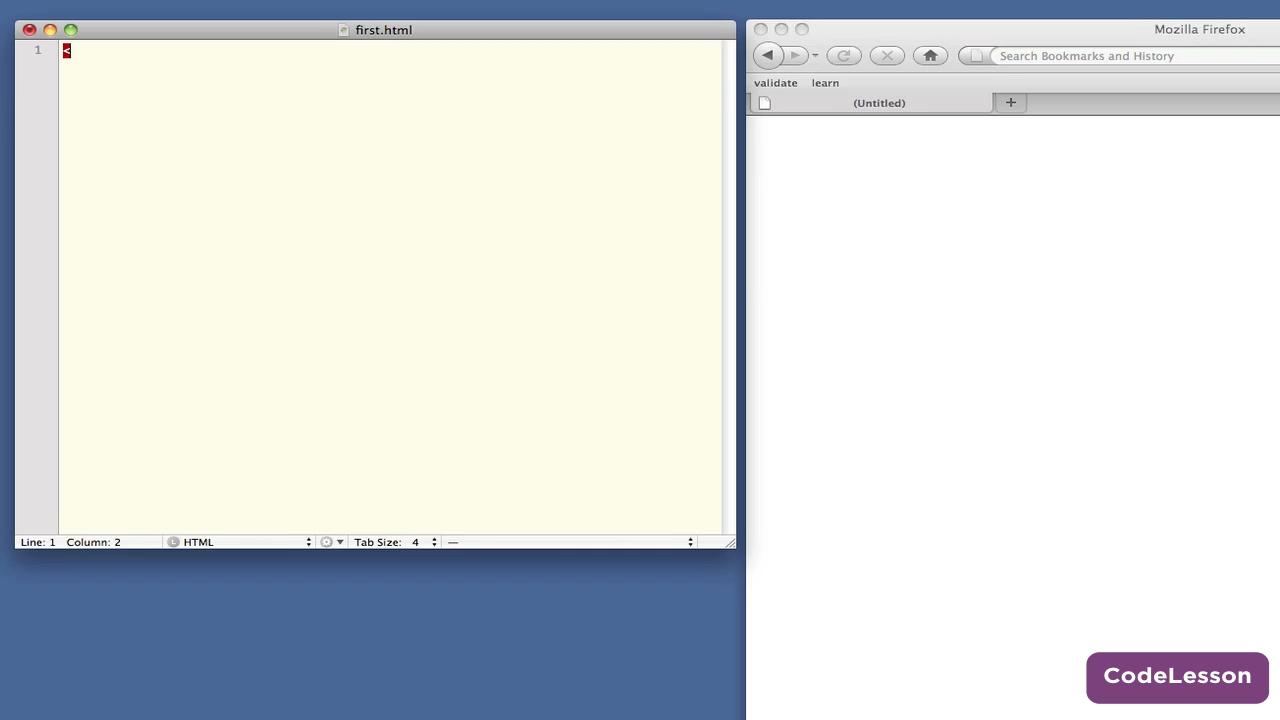 first.html
1 <
Line: 1 Column: 2
HTML
Tab Size: 4
—
Mozilla Firefox
Search Bookmarks and History
validate learn
(Untitled)
CodeLesson